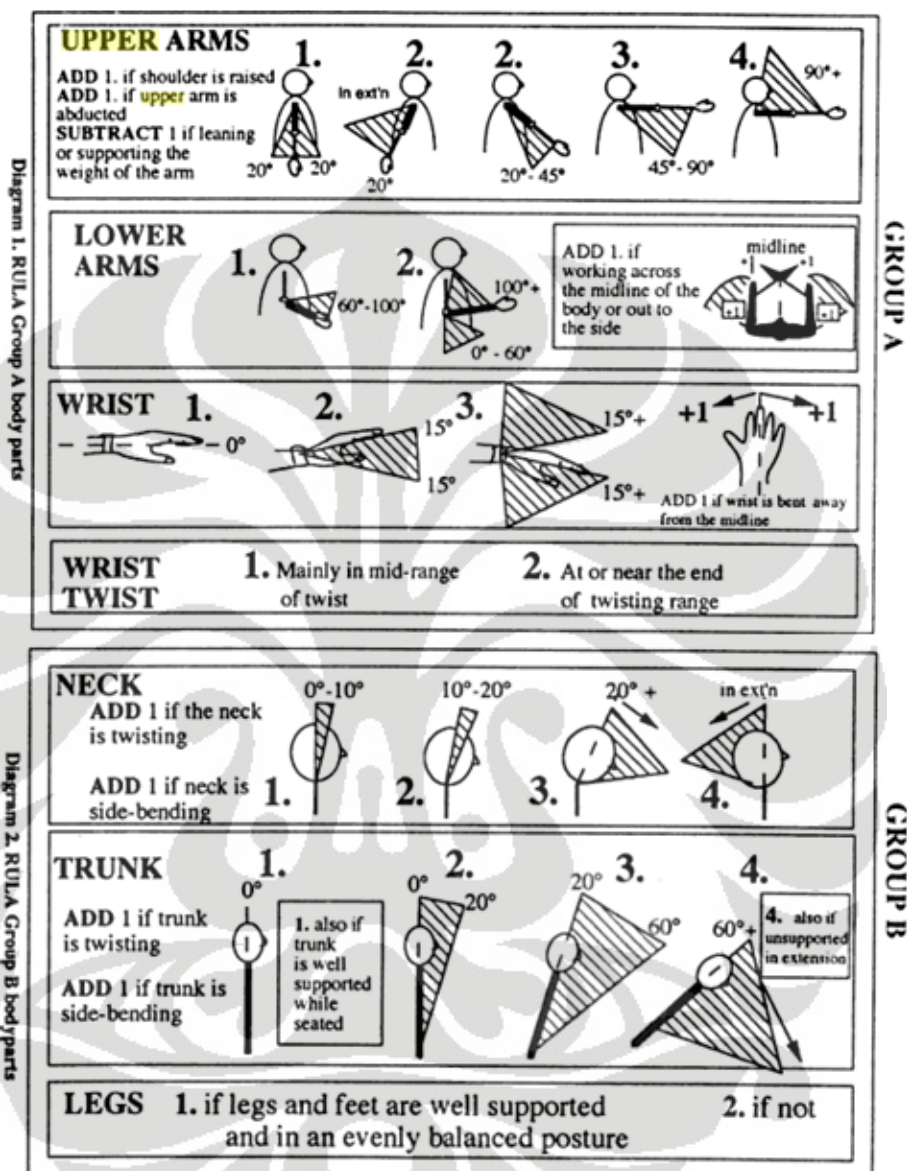 UPPER ARMS
ADD 1. if shoulder is raised
ADD 1. if upper arm is
abducted
SUBTRACT 1 if leaning
or supporting the
weight of the arm
1.
20° 20°
2.
in ext'n
20°
2.
20°- 45°
3.
45°- 90°
4.
90°+
LOWER
ARMS
1.
60°-100°
2.
100°+
0° - 60°
ADD 1. if
working across
the midline of the
body or out to
the side
midline
+1 +1
+1 +1
WRIST
1.
0°
2.
15°
15°
3.
15°+
15°+
+1 +1
ADD 1 if wrist is bent away
from the midline
WRIST
TWIST
1. Mainly in mid-range
of twist
2. At or near the end
of twisting range
GROUP A
Diagram 1. RULA Group A body parts
NECK
ADD 1 if the neck
is twisting
ADD 1 if neck is
side-bending
0°-10°
1.
10°-20°
2.
20° +
3.
in ext'n
4.
TRUNK
ADD 1 if trunk
is twisting
ADD 1 if trunk is
side-bending
1.
0°
1. also if
trunk
is well
supported
while
seated
2.
0°
20°
3.
20°
60°
4.
60°+
4. also if
unsupported
in extension
LEGS
1. if legs and feet are well supported
and in an evenly balanced posture
2. if not
GROUP B
Diagram 2. RULA Group B bodyparts